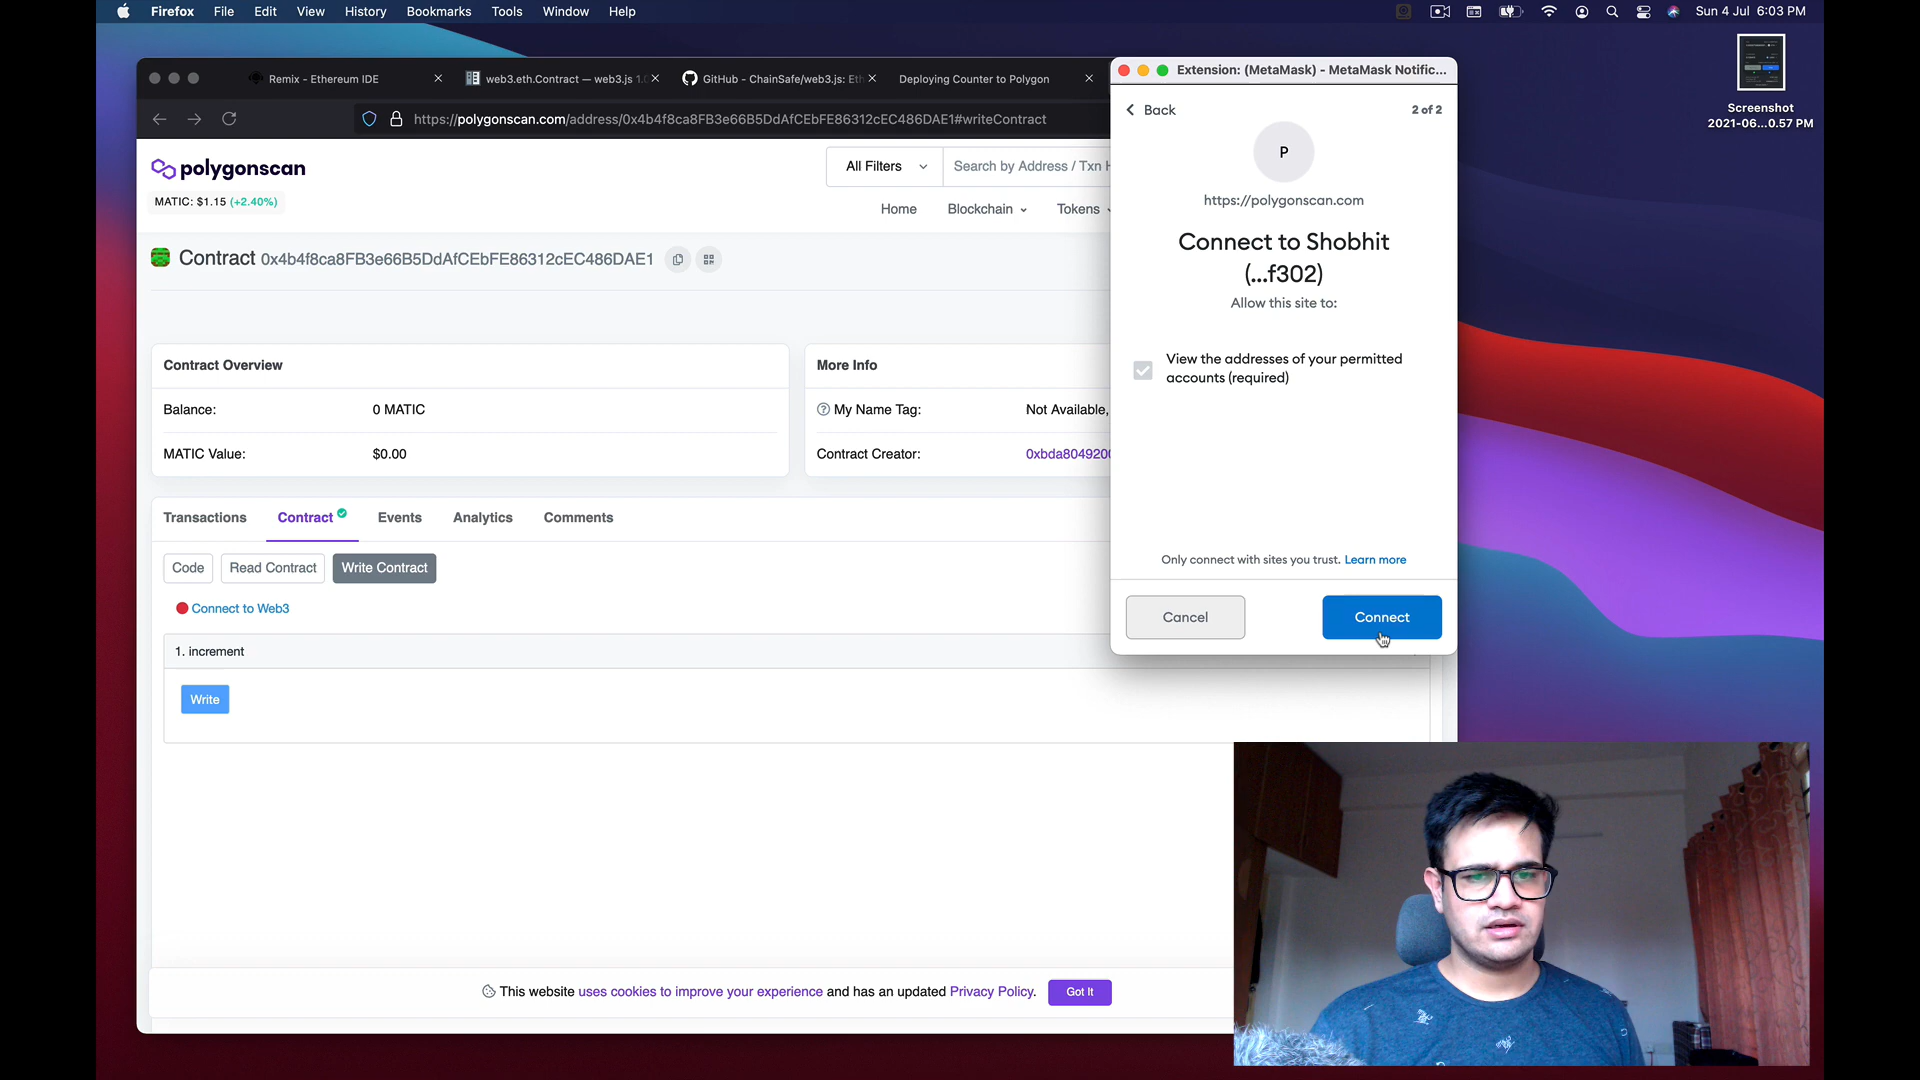 Firefox File Edit View History Bookmarks Tools Window Help
Sun 4 Jul 6:03 PM
Screenshot
2021-06...0.57 PM
Remix - Ethereum IDE
web3.eth.Contract — web3.js 1.
GitHub - ChainSafe/web3.js: Eth
Deploying Counter to Polygon
https://polygonscan.com/address/0x4b4f8ca8FB3e66B5DdAfCEbFE86312cEC486DAE1#writeContract
polygonscan
All Filters
Search by Address / Txn H
MATIC: $1.15 (+2.40%)
Home Blockchain Tokens
Contract 0x4b4f8ca8FB3e66B5DdAfCEbFE86312cEC486DAE1
Contract Overview
Balance: 0 MATIC
MATIC Value: $0.00
More Info
My Name Tag: Not Available,
Contract Creator: 0xbda8049200
Transactions Contract Events Analytics Comments
Code Read Contract Write Contract
Connect to Web3
1. increment
Write
This website uses cookies to improve your experience and has an updated Privacy Policy. Got It
Extension: (MetaMask) - MetaMask Notific...
Back 2 of 2
P
https://polygonscan.com
Connect to Shobhit
(...f302)
Allow this site to:
View the addresses of your permitted
accounts (required)
Only connect with sites you trust. Learn more
Cancel Connect